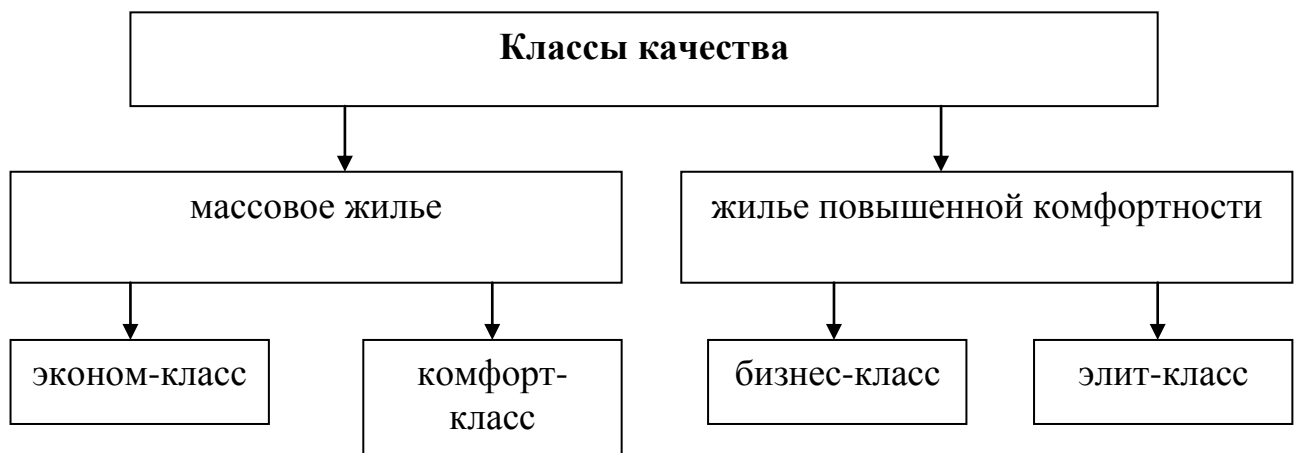 Классы качества
массовое жилье
жилье повышенной комфортности
эконом-класс
комфорт-
класс
бизнес-класс
элит-класс